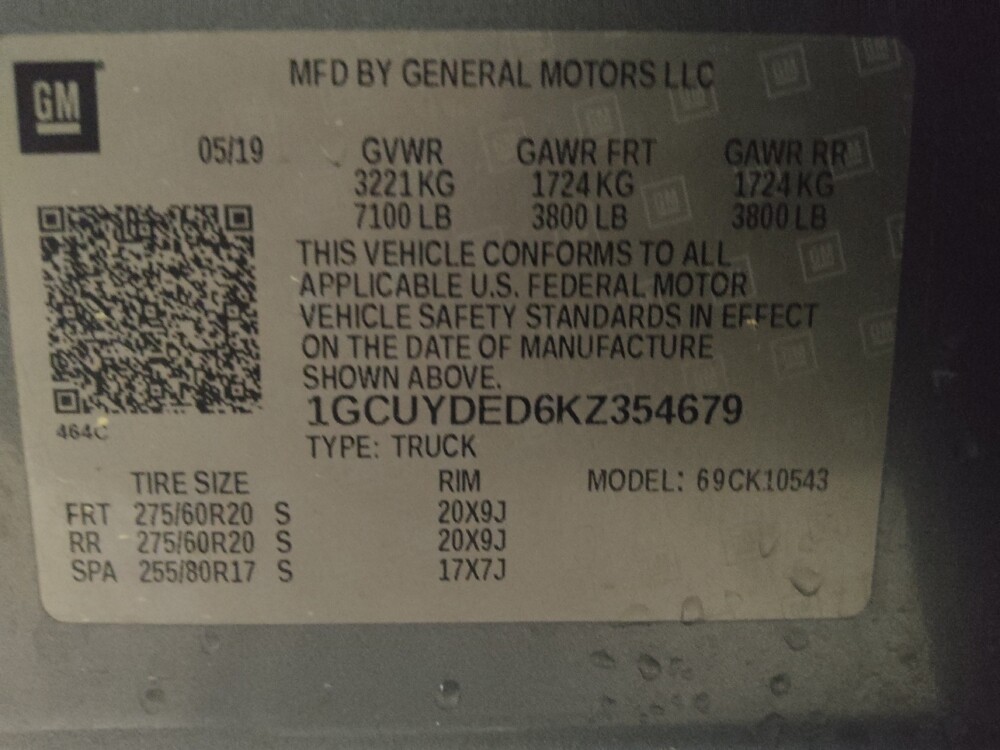 GM
MFD BY GENERAL MOTORS LLC
05/19 GVWR GAWR FRT GAWR RR
3221 KG 1724 KG 1724 KG
7100 LB 3800 LB 3800 LB
THIS VEHICLE CONFORMS TO ALL
APPLICABLE U.S. FEDERAL MOTOR
VEHICLE SAFETY STANDARDS IN EFFECT
ON THE DATE OF MANUFACTURE
SHOWN ABOVE.
1GCUYDED6KZ354679
464C
TYPE: TRUCK
TIRE SIZE RIM MODEL: 69CK10543
FRT 275/60R20 S 20X9J
RR 275/60R20 S 20X9J
SPA 255/80R17 S 17X7J